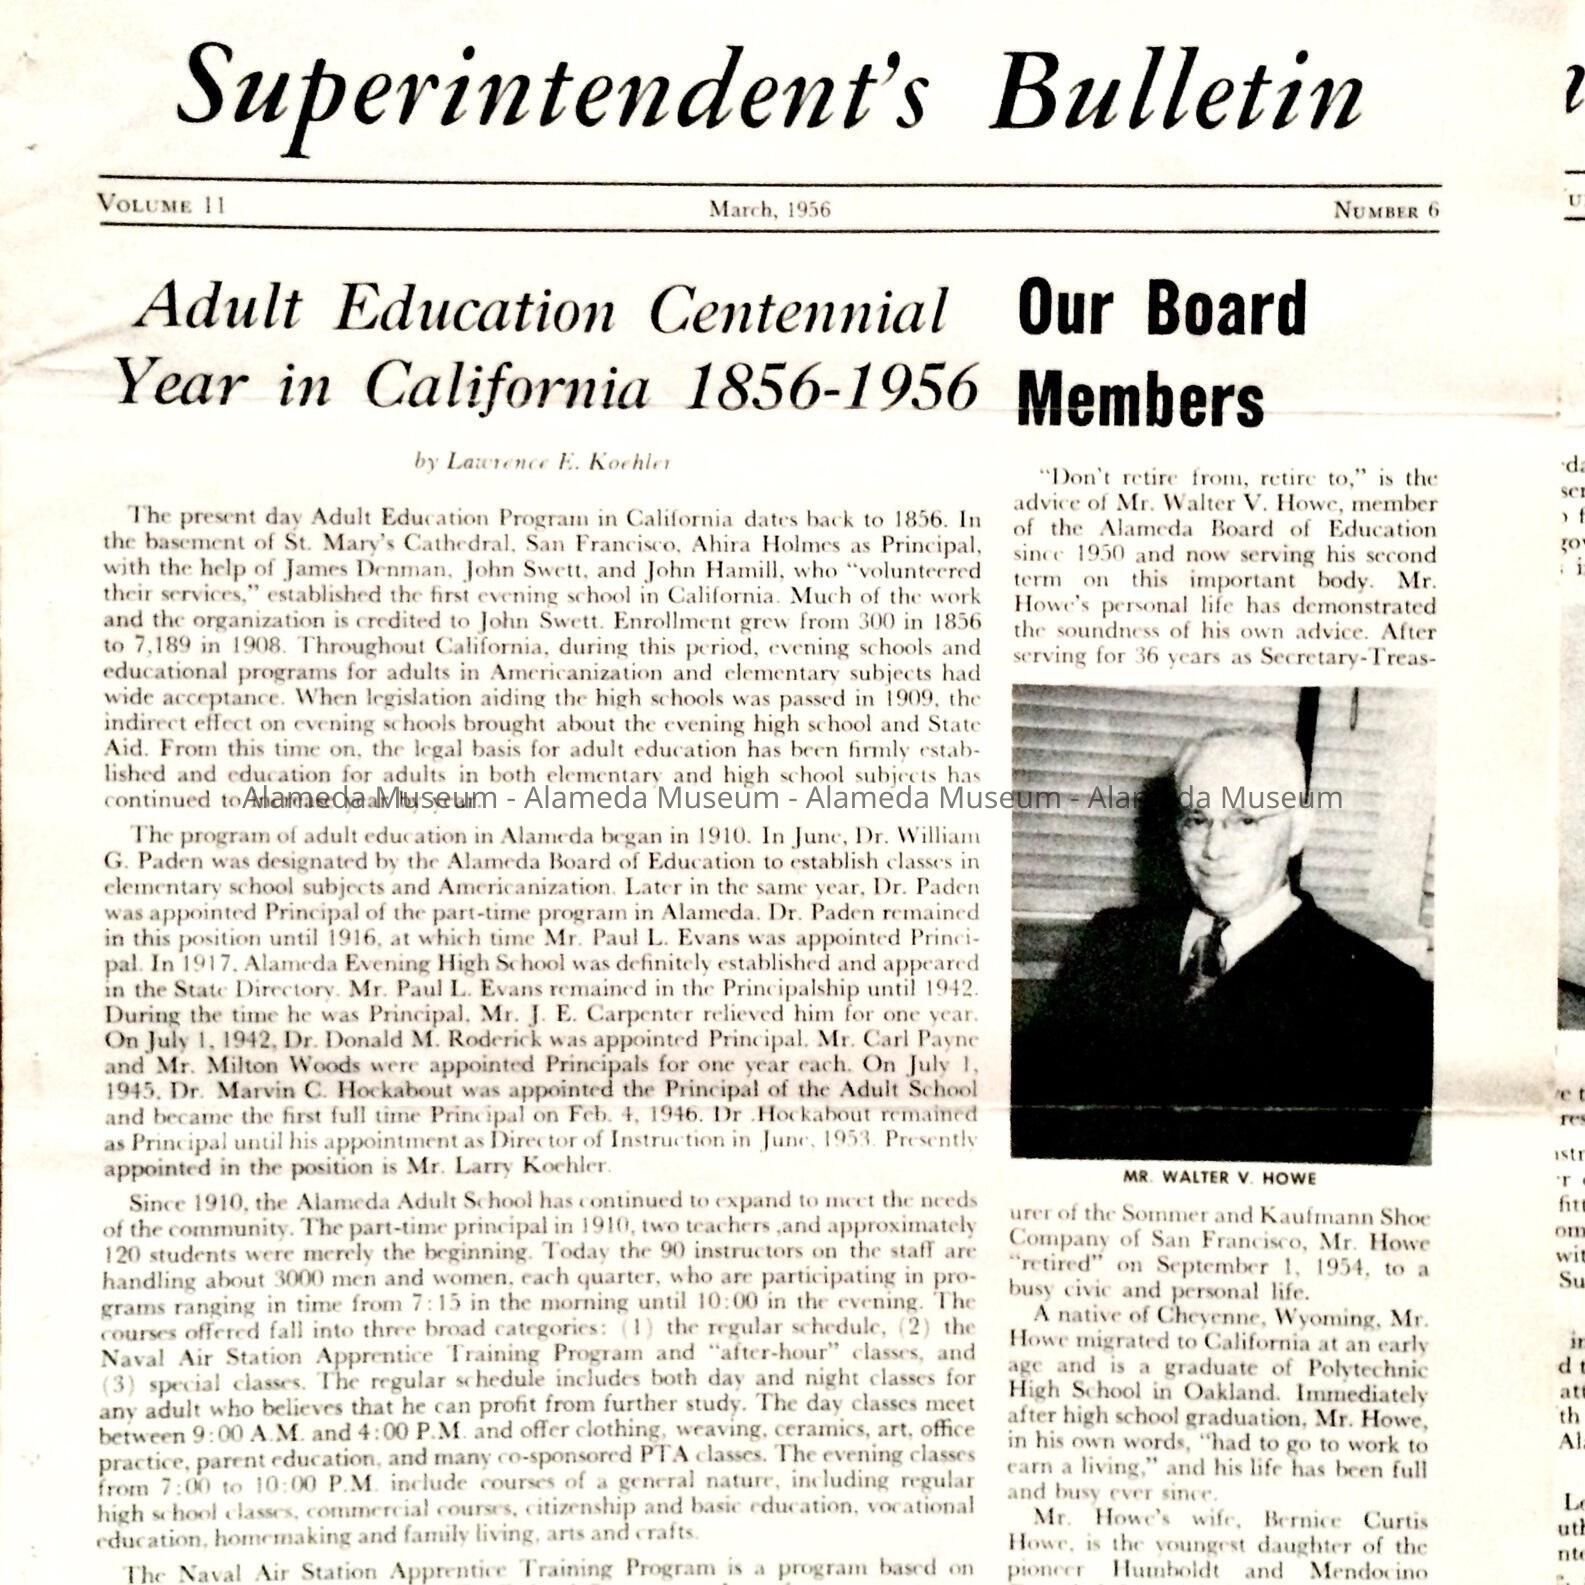 Superintendent's Bulletin
VOLUME 11 March, 1956 NUMBER 6
Adult Education Centennial
Year in California 1856-1956
by Lawrence E. Koehler
The present day Adult Education Program in California dates back to 1856. In
the basement of St. Mary's Cathedral, San Francisco, Ahira Holmes as Principal,
with the help of James Denman, John Swett, and John Hamill, who "volunteered
their services," established the first evening school in California. Much of the work
and the organization is credited to John Swett. Enrollment grew from 300 in 1856
to 7,189 in 1908. Throughout California, during this period, evening schools and
educational programs for adults in Americanization and elementary subjects had
wide acceptance. When legislation aiding the high schools was passed in 1909, the
indirect effect on evening schools brought about the evening high school and State
Aid. From this time on, the legal basis for adult education has been firmly estab-
lished and education for adults in both elementary and high school subjects has
continued to increase year by year.
Alameda Museum - Alameda Museum - Alameda Museum - Alameda Museum
The program of adult education in Alameda began in 1910. In June, Dr. William
G. Paden was designated by the Alameda Board of Education to establish classes in
elementary school subjects and Americanization. Later in the same year, Dr. Paden
was appointed Principal of the part-time program in Alameda. Dr. Paden remained
in this position until 1916, at which time Mr. Paul L. Evans was appointed Princi-
pal. In 1917, Alameda Evening High School was definitely established and appeared
in the State Directory. Mr. Paul L. Evans remained in the Principalship until 1942.
During the time he was Principal, Mr. J. E. Carpenter relieved him for one year.
On July 1, 1942, Dr. Donald M. Roderick was appointed Principal. Mr. Carl Payne
and Mr. Milton Woods were appointed Principals for one year each. On July 1,
1945, Dr. Marvin C. Hockabout was appointed the Principal of the Adult School
and became the first full time Principal on Feb. 4, 1946. Dr .Hockabout remained
as Principal until his appointment as Director of Instruction in June, 1953. Presently
appointed in the position is Mr. Larry Koehler.
Since 1910, the Alameda Adult School has continued to expand to meet the needs
of the community. The part-time principal in 1910, two teachers ,and approximately
120 students were merely the beginning. Today the 90 instructors on the staff are
handling about 3000 men and women, each quarter, who are participating in pro-
grams ranging in time from 7:15 in the morning until 10:00 in the evening. The
courses offered fall into three broad categories: (1) the regular schedule, (2) the
Naval Air Station Apprentice Training Program and "after-hour" classes, and
(3) special classes. The regular schedule includes both day and night classes for
any adult who believes that he can profit from further study. The day classes meet
between 9:00 A.M. and 4:00 P.M. and offer clothing, weaving, ceramics, art, office
practice, parent education, and many co-sponsored PTA classes. The evening classes
from 7:00 to 10:00 P.M. include courses of a general nature, including regular
high school classes, commercial courses, citizenship and basic education, vocational
education, homemaking and family living, arts and crafts.
The Naval Air Station Apprentice Training Program is a program based on
Our Board
Members
"Don't retire from, retire to," is the
advice of Mr. Walter V. Howe, member
of the Alameda Board of Education
since 1950 and now serving his second
term on this important body. Mr.
Howe's personal life has demonstrated
the soundness of his own advice. After
serving for 36 years as Secretary-Treas-
MR. WALTER V. HOWE
urer of the Sommer and Kaufmann Shoe
Company of San Francisco, Mr. Howe
"retired" on September 1, 1954, to a
busy civic and personal life.
A native of Cheyenne, Wyoming, Mr.
Howe migrated to California at an early
age and is a graduate of Polytechnic
High School in Oakland. Immediately
after high school graduation, Mr. Howe,
in his own words, "had to go to work to
earn a living," and his life has been full
and busy ever since.
Mr. Howe's wife, Bernice Curtis
Howe, is the youngest daughter of the
pioneer Humboldt and Mendocino